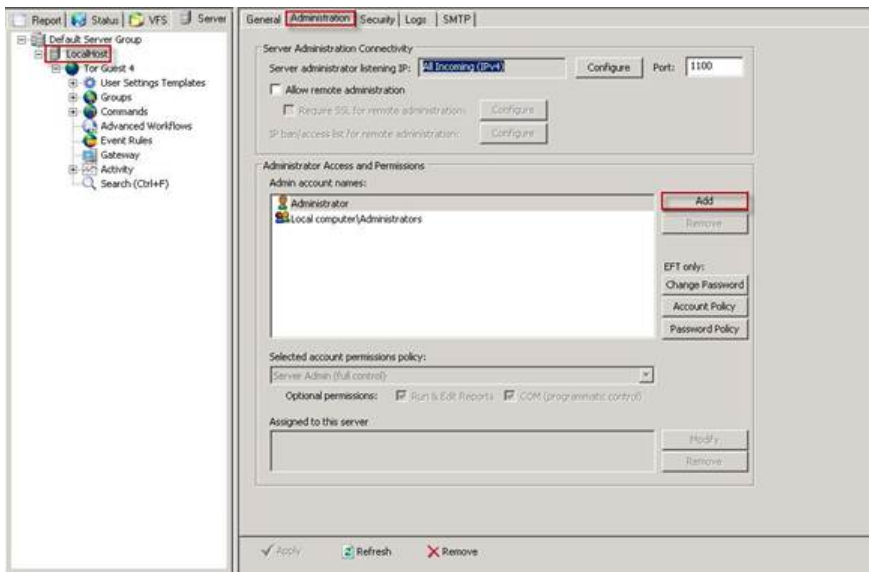 Report Status VFS Server
Default Server Group
LocalHost
Tor Guest 4
User Settings Templates
Groups
Commands
Advanced Workflows
Event Rules
Gateway
Activity
Search (Ctrl+F)
General Administration Security Logs SMTP
Server Administration Connectivity
Server administrator listening IP: All Incoming (IPv4) Configure Port: 1100
Allow remote administration
Require SSL for remote administration: Configure
IP ban/access list for remote administration: Configure
Administrator Access and Permissions
Admin account names:
Administrator
Local computer\Administrators
Add
Remove
EFT only:
Change Password
Account Policy
Password Policy
Selected account permissions policy:
Server Admin (full control)
Optional permissions: Run & Edit Reports COM (programmatic control)
Assigned to this server
Modify
Remove
Apply Refresh Remove